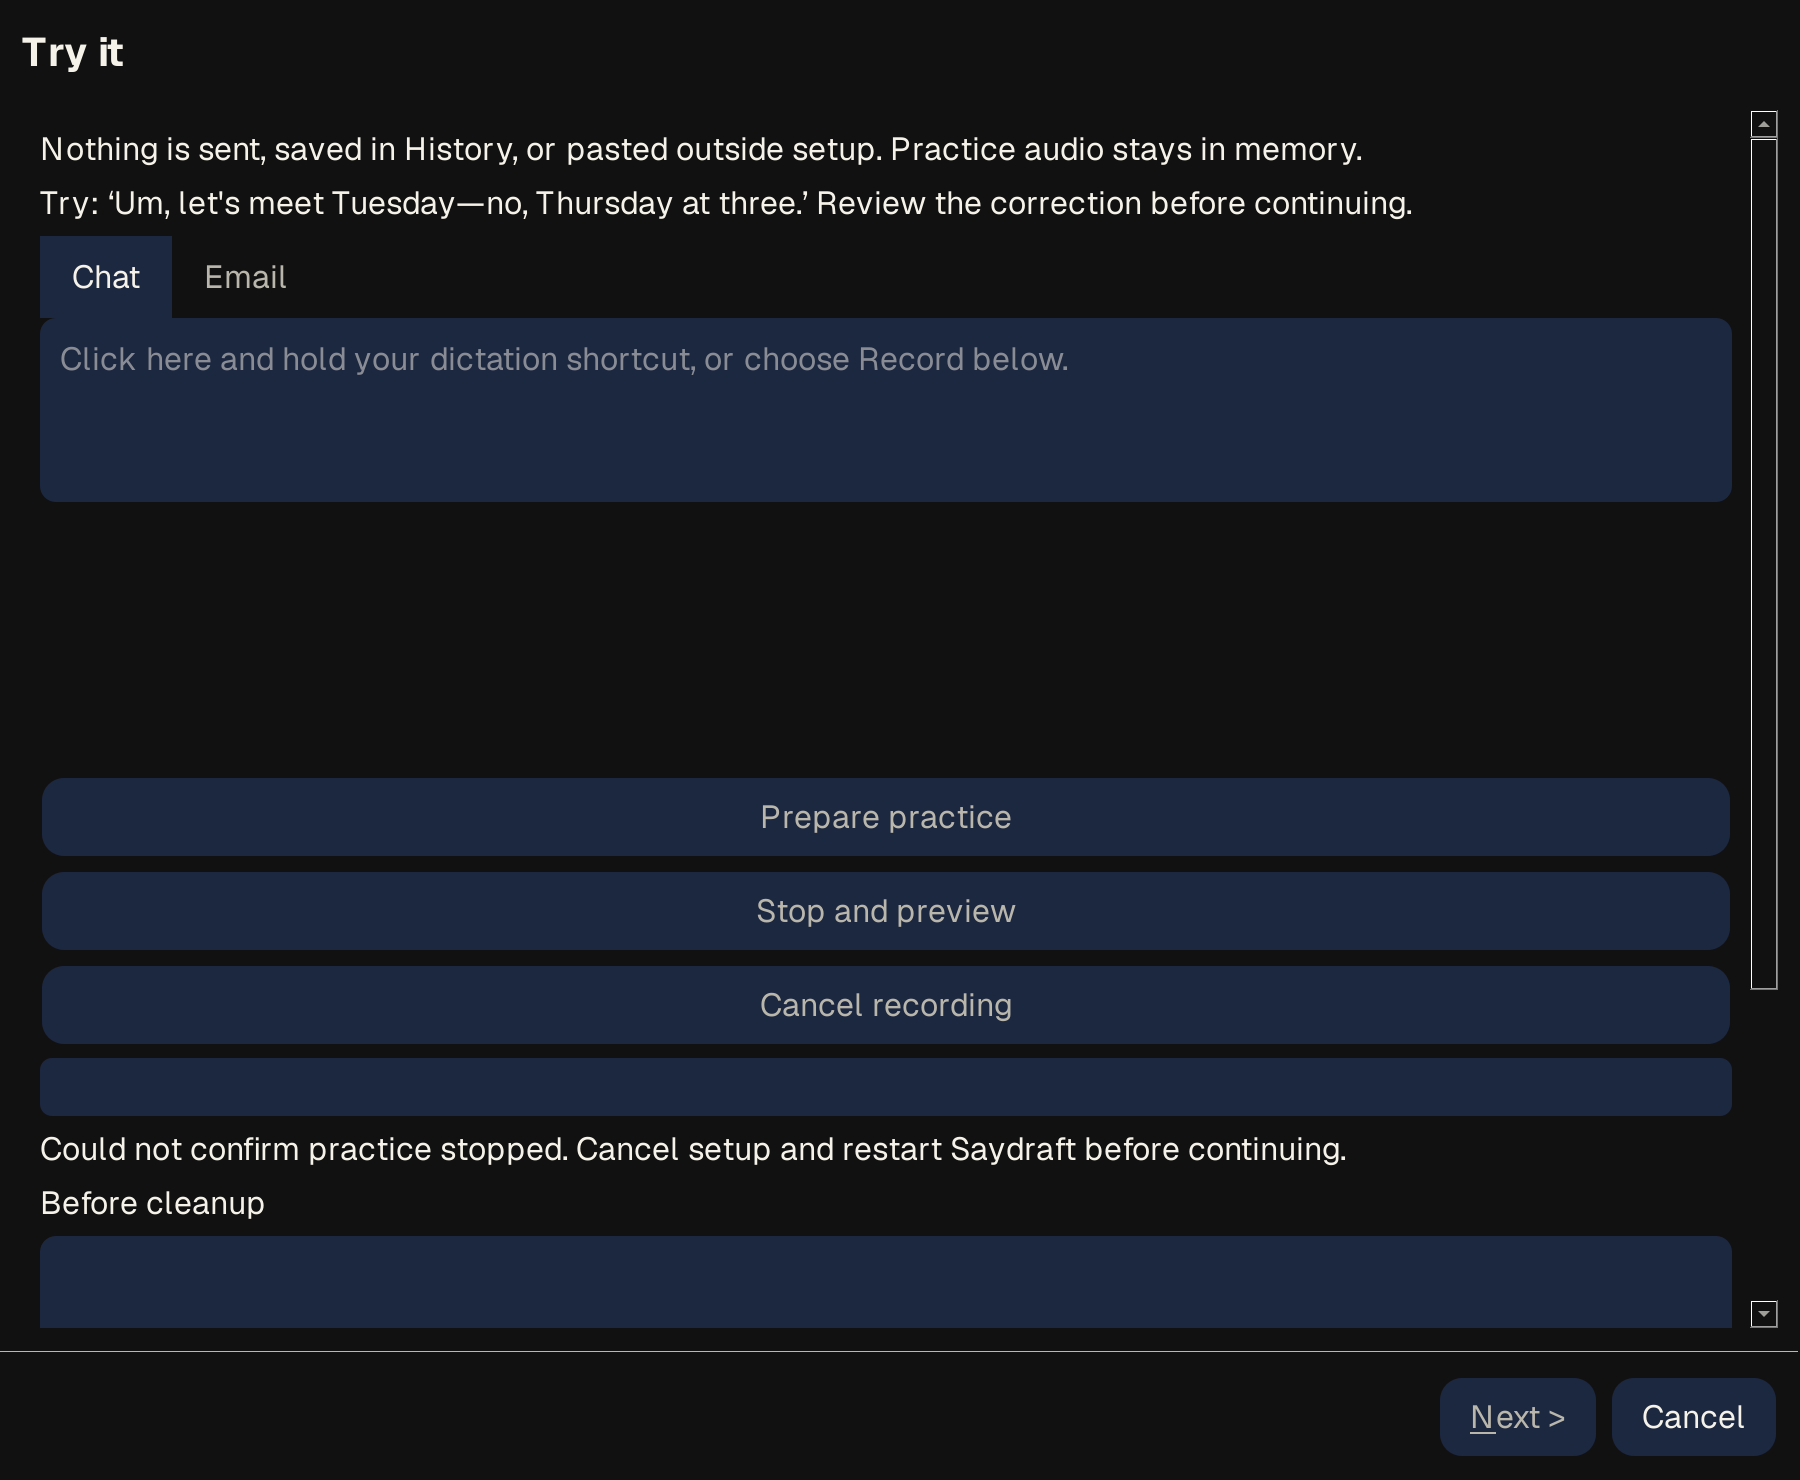 Try it
Nothing is sent, saved in History, or pasted outside setup. Practice audio stays in memory.
Try: ‘Um, let's meet Tuesday—no, Thursday at three.’ Review the correction before continuing.
Chat
Email
Click here and hold your dictation shortcut, or choose Record below.
Prepare practice
Stop and preview
Cancel recording
Could not confirm practice stopped. Cancel setup and restart Saydraft before continuing.
Before cleanup
Next >
Cancel